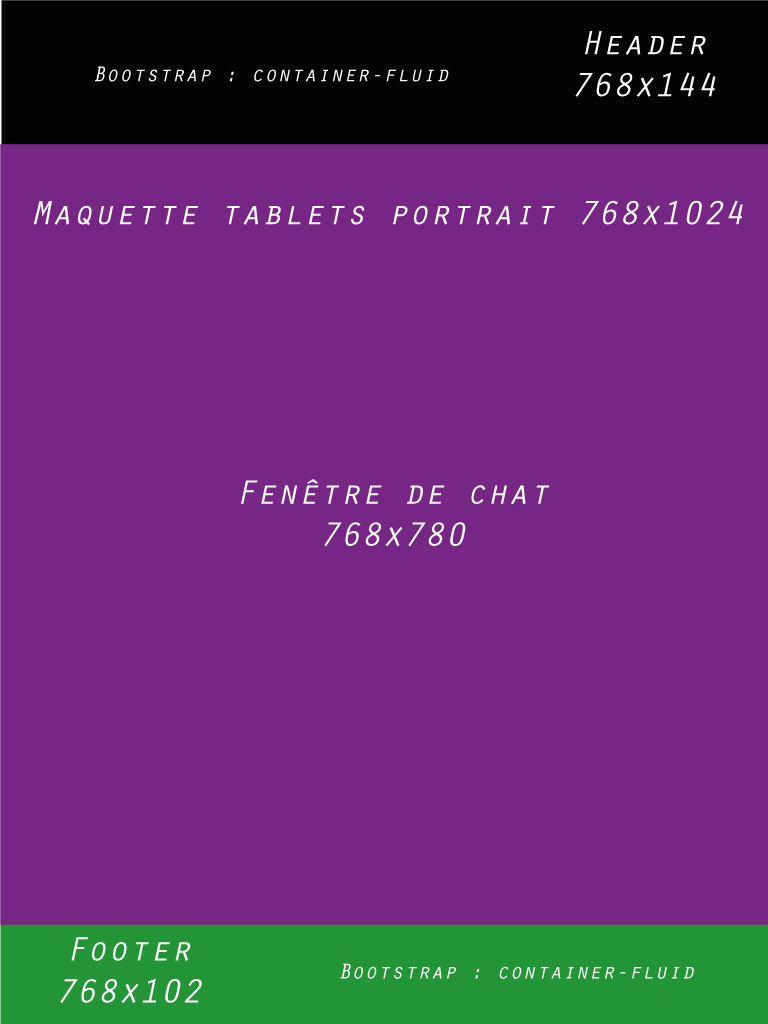 Header
Bootstrap : container-fluid
768x144
Maquette tablets portrait 768x1024
Fenêtre de chat
768x780
Footer
768x102
Bootstrap : container-fluid